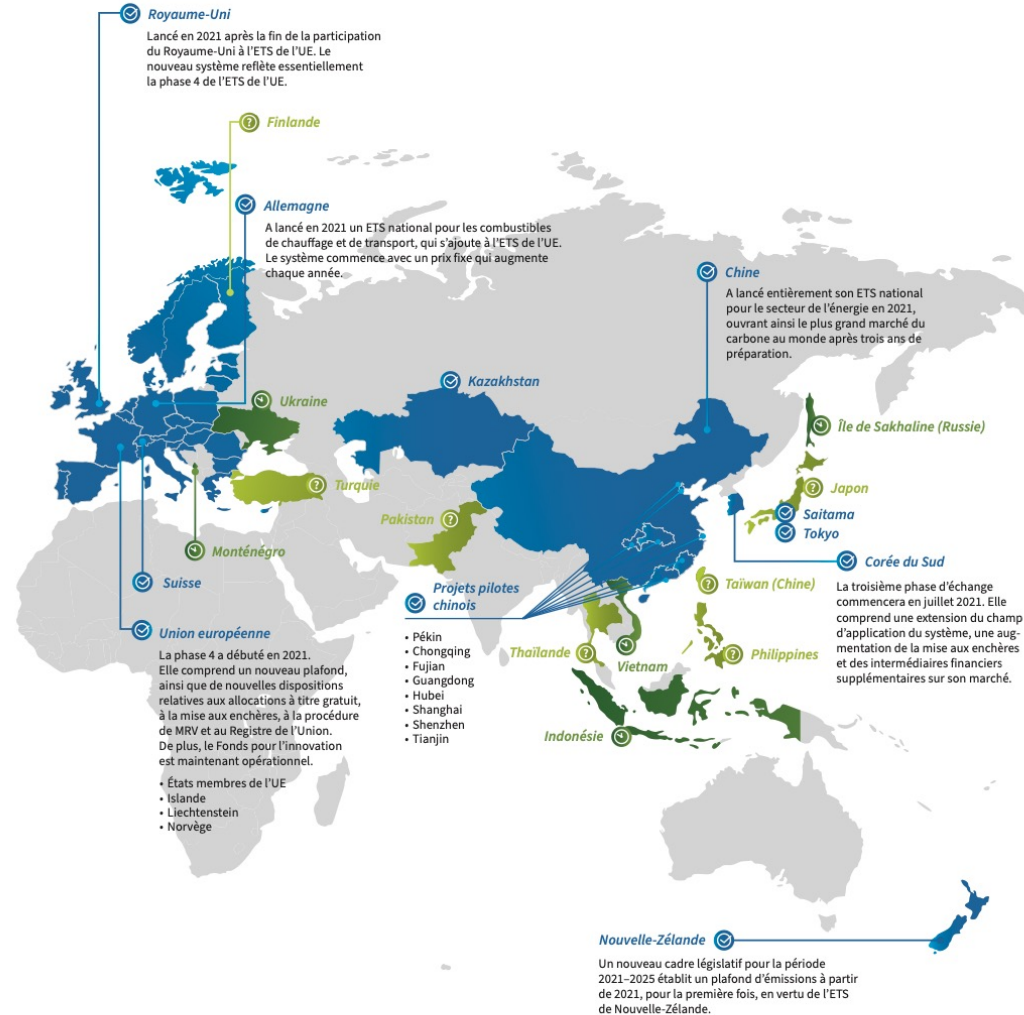 Royaume-Uni
Lancé en 2021 après la fin de la participation
du Royaume-Uni à l'ETS de l'UE. Le
nouveau système reflète essentiellement
la phase 4 de l'ETS de l'UE.
Finlande
Allemagne
A lancé en 2021 un ETS national pour les combustibles
de chauffage et de transport, qui s'ajoute à l'ETS de l'UE.
Le système commence avec un prix fixe qui augmente
chaque année.
Chine
A lancé entièrement son ETS national
pour le secteur de l'énergie en 2021,
ouvrant ainsi le plus grand marché du
carbone au monde après trois ans de
préparation.
Kazakhstan
Ukraine
Île de Sakhaline (Russie)
Turquie
Japon
Pakistan
Saitama
Tokyo
Monténégro
Corée du Sud
La troisième phase d'échange
commencera en juillet 2021. Elle
comprend une extension du champ
d'application du système, une aug-
mentation de la mise aux enchères
et des intermédiaires financiers
supplémentaires sur son marché.
Suisse
Taïwan (Chine)
Projets pilotes
chinois
• Pékin
• Chongqing
• Fujian
• Guangdong
• Hubei
• Shanghai
• Shenzhen
• Tianjin
Union européenne
La phase 4 a débuté en 2021.
Elle comprend un nouveau plafond,
ainsi que de nouvelles dispositions
relatives aux allocations à titre gratuit,
à la mise aux enchères, à la procédure
de MRV et au Registre de l'Union.
De plus, le Fonds pour l'innovation
est maintenant opérationnel.
• États membres de l'UE
• Islande
• Liechtenstein
• Norvège
Thaïlande
Vietnam
Philippines
Indonésie
Nouvelle-Zélande
Un nouveau cadre législatif pour la période
2021–2025 établit un plafond d'émissions à partir
de 2021, pour la première fois, en vertu de l'ETS
de Nouvelle-Zélande.